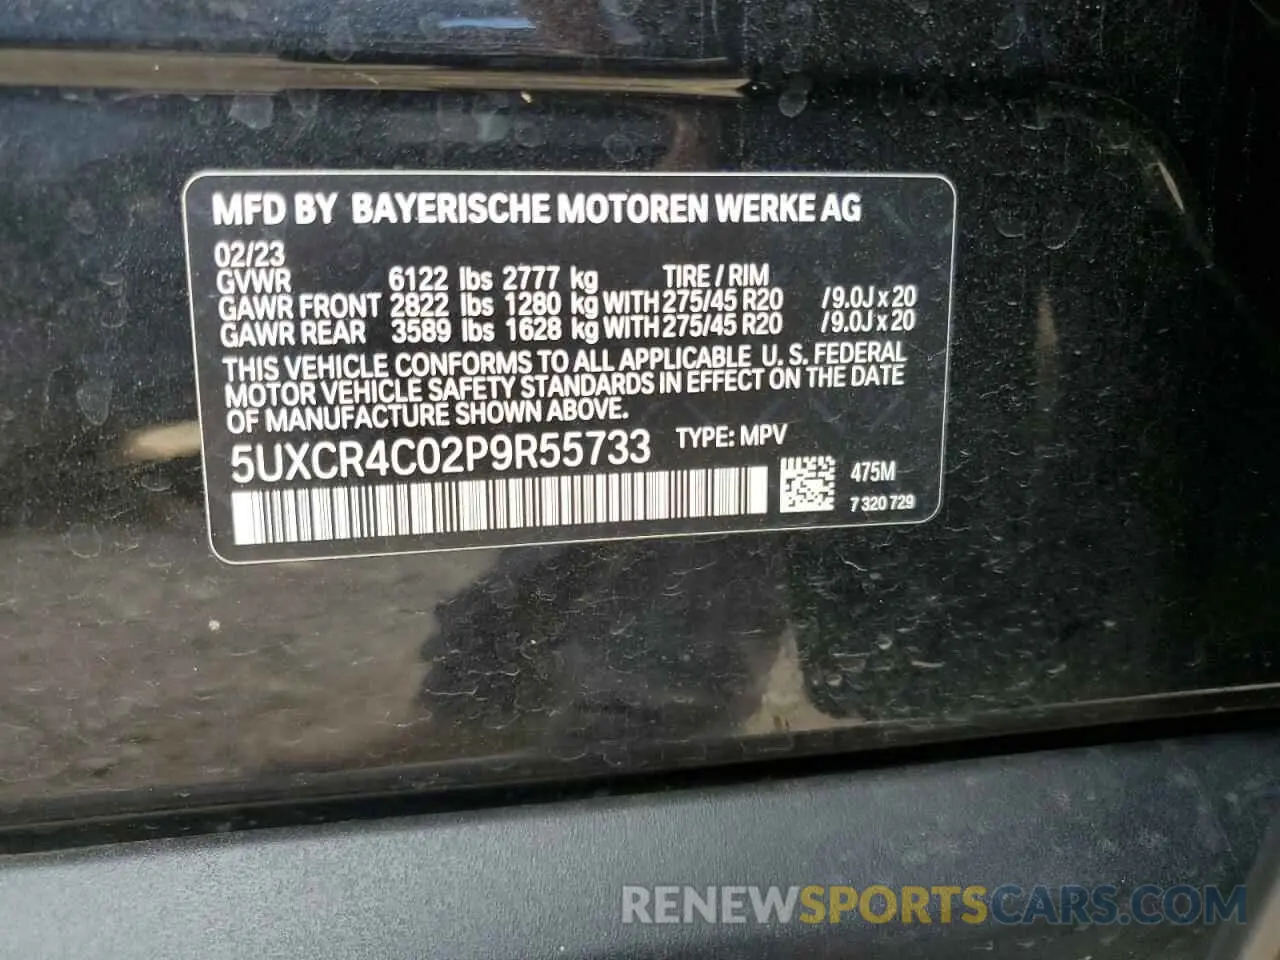 MFD BY BAYERISCHE MOTOREN WERKE AG
02/23
GVWR 6122 lbs 2777 kg TIRE / RIM
GAWR FRONT 2822 lbs 1280 kg WITH 275/45 R20 /9.0J x 20
GAWR REAR 3589 lbs 1628 kg WITH 275/45 R20 /9.0J x 20
THIS VEHICLE CONFORMS TO ALL APPLICABLE U. S. FEDERAL
MOTOR VEHICLE SAFETY STANDARDS IN EFFECT ON THE DATE
OF MANUFACTURE SHOWN ABOVE.
5UXCR4C02P9R55733 TYPE: MPV
475M
7 320 729
RENEWSPORTSCARS.COM